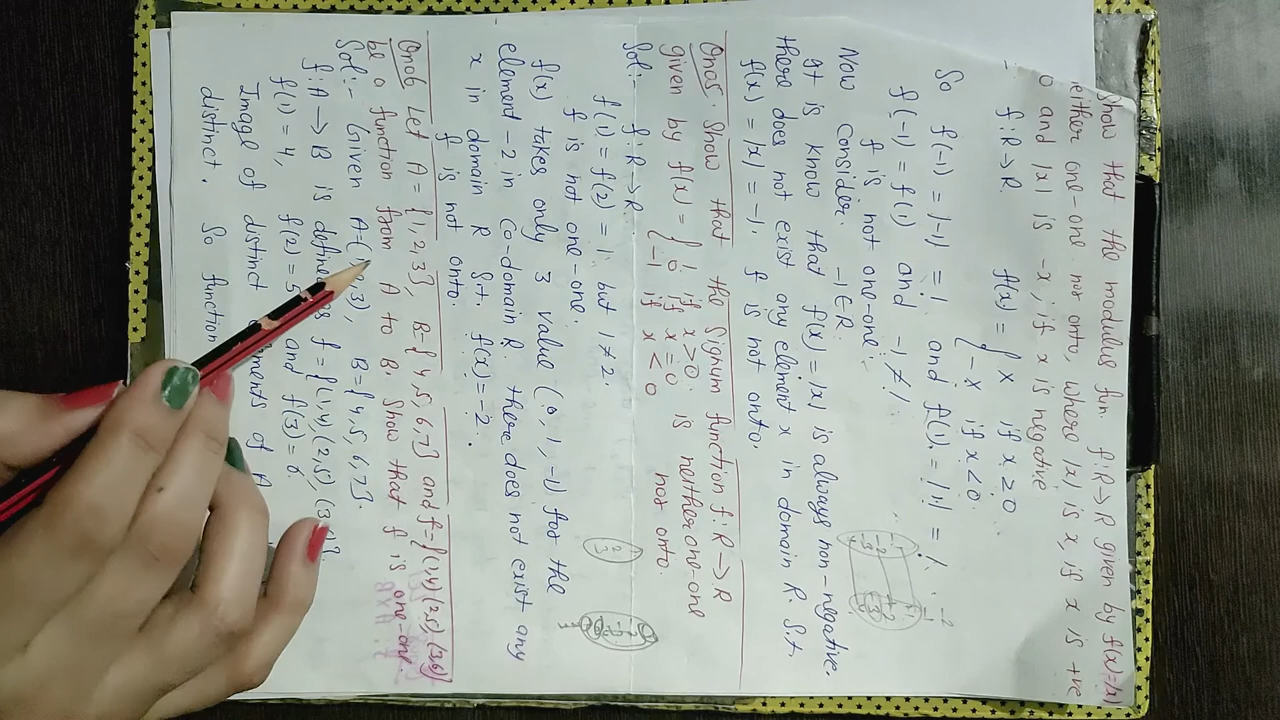 Show that the modulus fun. f:R→R given by f(x)=|x|
neither one-one nor onto, where |x| is x, if x is +ve
0 and |x| is -x, if x is negative
f:R→R f(x) = { x if x ≥ 0
-x if x < 0
So f(-1) = |-1| = 1 and f(1) = |1| = 1.
f(-1) = f(1) and -1 ≠ 1
f is not one-one.
Now consider -1 ∈ R.
It is know that f(x) = |x| is always non-negative.
there does not exist any element x in domain R. S.t.
f(x) = |x| = -1. f is not onto.
Qno5. Show that the Signum function f:R→R
given by f(x) = { 1 if x>0
0 if x=0
-1 if x<0
is neither one-one
nor onto.
Sol:- f:R→R.
f(1) = f(2) = 1. but 1 ≠ 2.
f is not one-one.
f(x) takes only 3 value (0, 1, -1) for the
element -2 in Co-domain R. there does not exist any
x in domain R S.t. f(x) = -2.
f is not onto.
Qno6 Let A = {1,2,3}, B={4,5,6,7} and f={(1,4)(2,5),(3,6)}
be a function from A to B. Show that f is one-one.
Sol:- Given A=(1,2,3), B={4,5,6,7}.
f:A→B is f={(1,4)(2,5),
f(1)=4, f(2)=5 and f(3)=6.
Image of distinct of A
distinct. So function